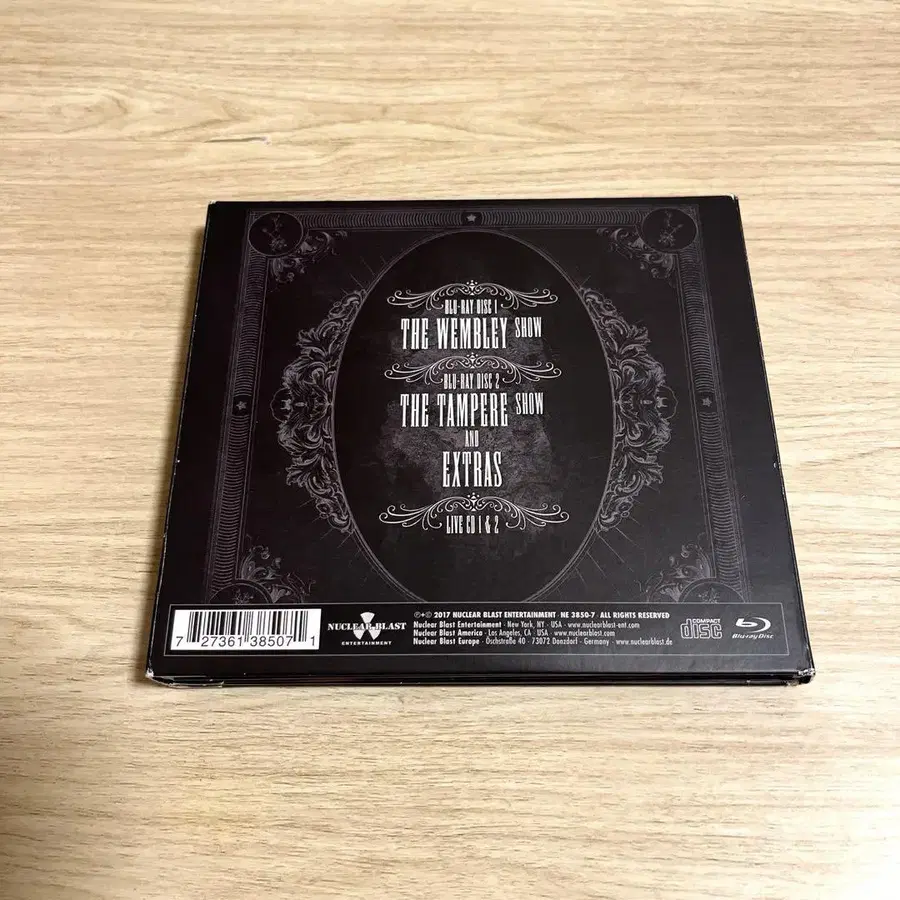 BLU-RAY DISC 1
THE WEMBLEY SHOW
BLU-RAY DISC 2
THE TAMPERE SHOW
AND
EXTRAS
LIVE CD 1 & 2
7 27361 38507 1
NUCLEAR BLAST
ENTERTAINMENT
℗+© 2017 NUCLEAR BLAST ENTERTAINMENT · NE 3850-7 · ALL RIGHTS RESERVED
Nuclear Blast Entertainment · New York, NY · USA · www.nuclearblast-ent.com
Nuclear Blast America · Los Angeles, CA · USA · www.nuclearblast.com
Nuclear Blast Europe · Oschstraße 40 · 73072 Donzdorf · Germany · www.nuclearblast.de
COMPACT
disc
Blu-ray Disc